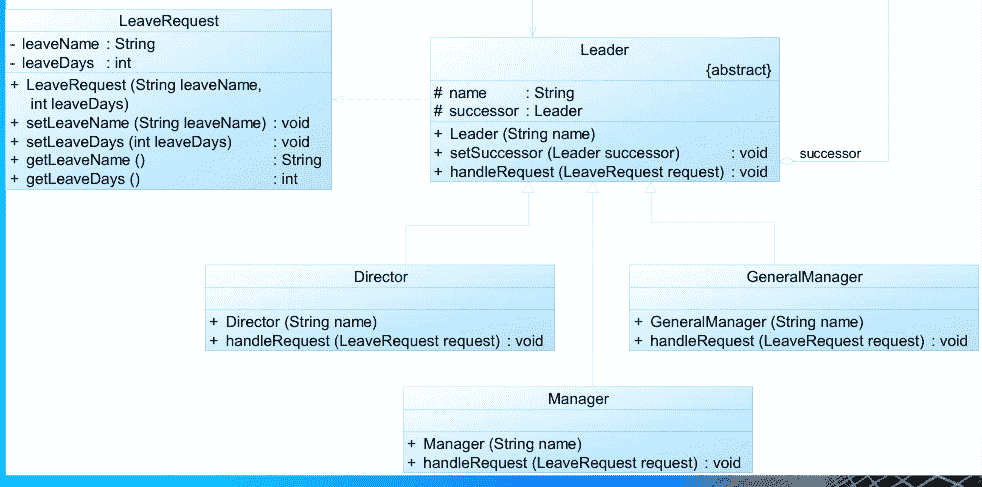 LeaveRequest
- leaveName : String
- leaveDays : int
+ LeaveRequest (String leaveName,
int leaveDays)
+ setLeaveName (String leaveName) : void
+ setLeaveDays (int leaveDays) : void
+ getLeaveName () : String
+ getLeaveDays () : int
Leader
{abstract}
# name : String
# successor : Leader
+ Leader (String name)
+ setSuccessor (Leader successor) : void
+ handleRequest (LeaveRequest request) : void
successor
Director
+ Director (String name)
+ handleRequest (LeaveRequest request) : void
GeneralManager
+ GeneralManager (String name)
+ handleRequest (LeaveRequest request) : void
Manager
+ Manager (String name)
+ handleRequest (LeaveRequest request) : void